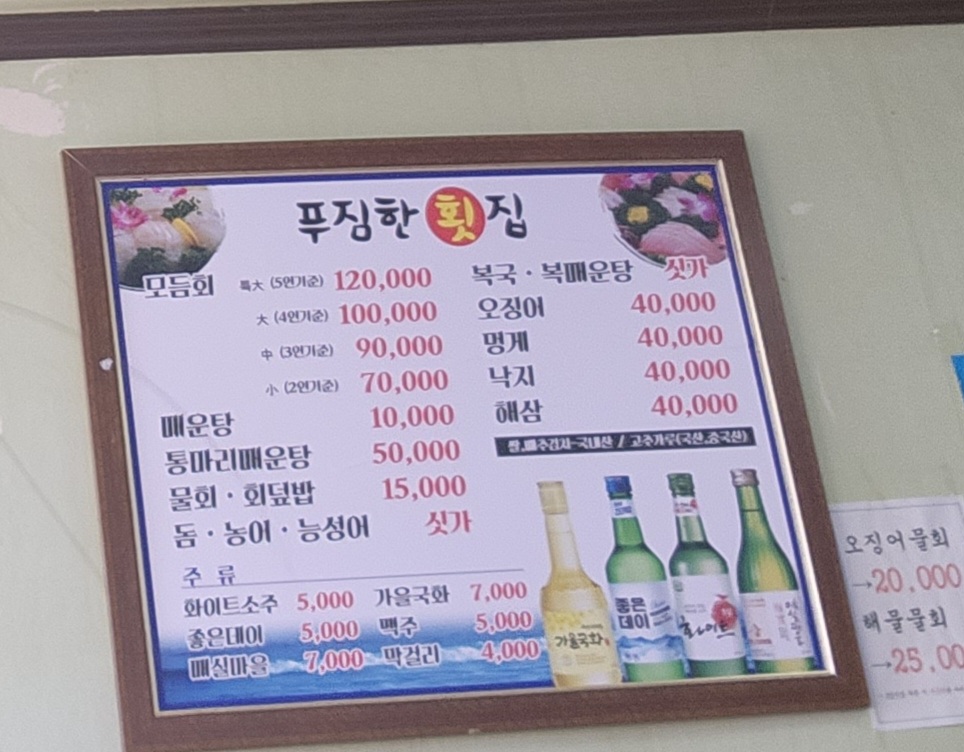 푸짐한 횟집
모듬회 特大 (5인기준) 120,000
大 (4인기준) 100,000
中 (3인기준) 90,000
小 (2인기준) 70,000
매운탕 10,000
통마리매운탕 50,000
물회 · 회덮밥 15,000
돔 · 농어 · 능성어 싯가
복국 · 복매운탕 싯가
오징어 40,000
멍게 40,000
낙지 40,000
해삼 40,000
쌀,배추김치-국내산 / 고추가루(국산,중국산)
주 류
화이트소주 5,000 가을국화 7,000
좋은데이 5,000 맥주 5,000
매실마을 7,000 막걸리 4,000
가을국화
좋은
데이
화이트
매실마을
오징어물회
→20,000
해물물회
→25,00